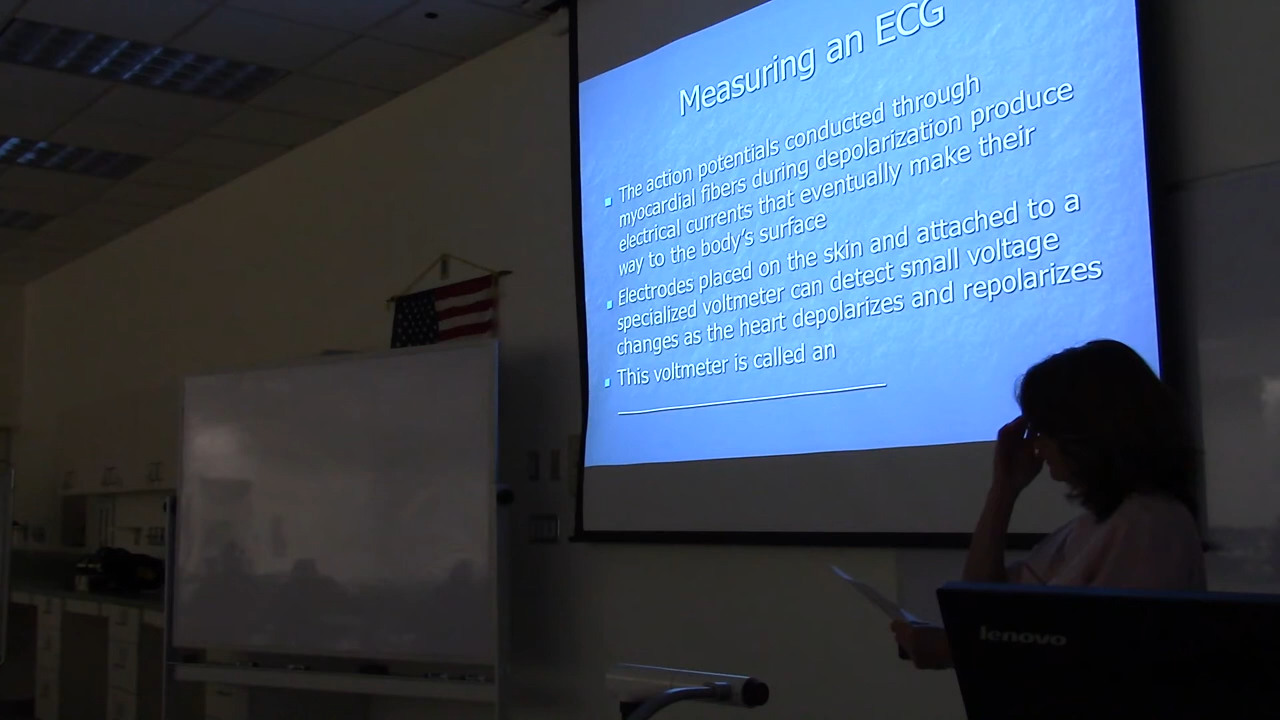 Measuring an ECG
The action potentials conducted through
myocardial fibers during depolarization produce
electrical currents that eventually make their
way to the body's surface
Electrodes placed on the skin and attached to a
specialized voltmeter can detect small voltage
changes as the heart depolarizes and repolarizes
This voltmeter is called an
lenovo